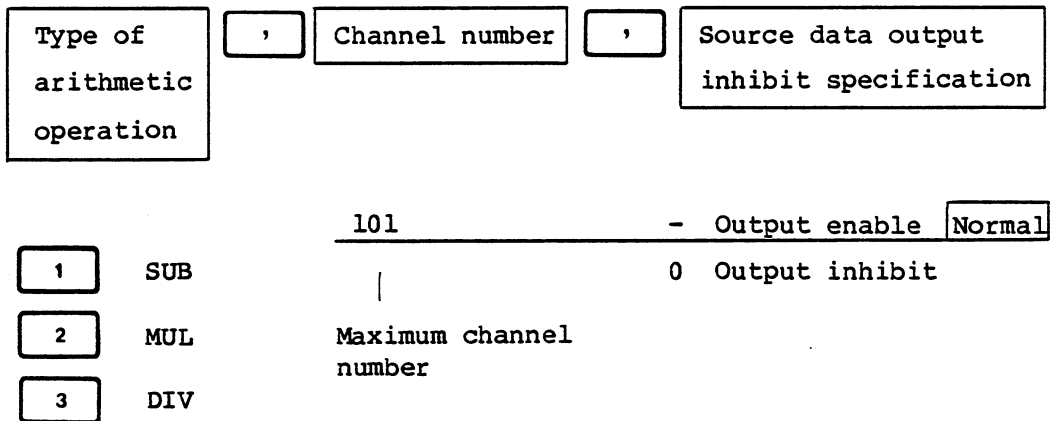 Type of , Channel number , Source data output
arithmetic inhibit specification
operation
101 - Output enable Normal
1 SUB 0 Output inhibit
2 MUL Maximum channel
number
3 DIV